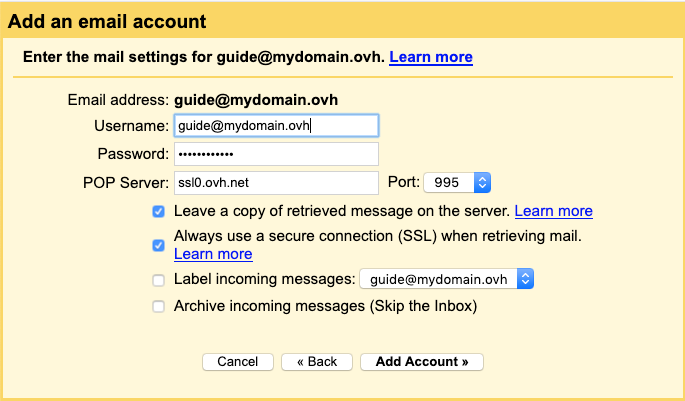 Add an email account
Enter the mail settings for guide@mydomain.ovh. Learn more
Email address: guide@mydomain.ovh
Username: guide@mydomain.ovh
Password: ••••••••••••
POP Server: ssl0.ovh.net Port: 995
Leave a copy of retrieved message on the server. Learn more
Always use a secure connection (SSL) when retrieving mail.
Learn more
Label incoming messages: guide@mydomain.ovh
Archive incoming messages (Skip the Inbox)
Cancel « Back Add Account »